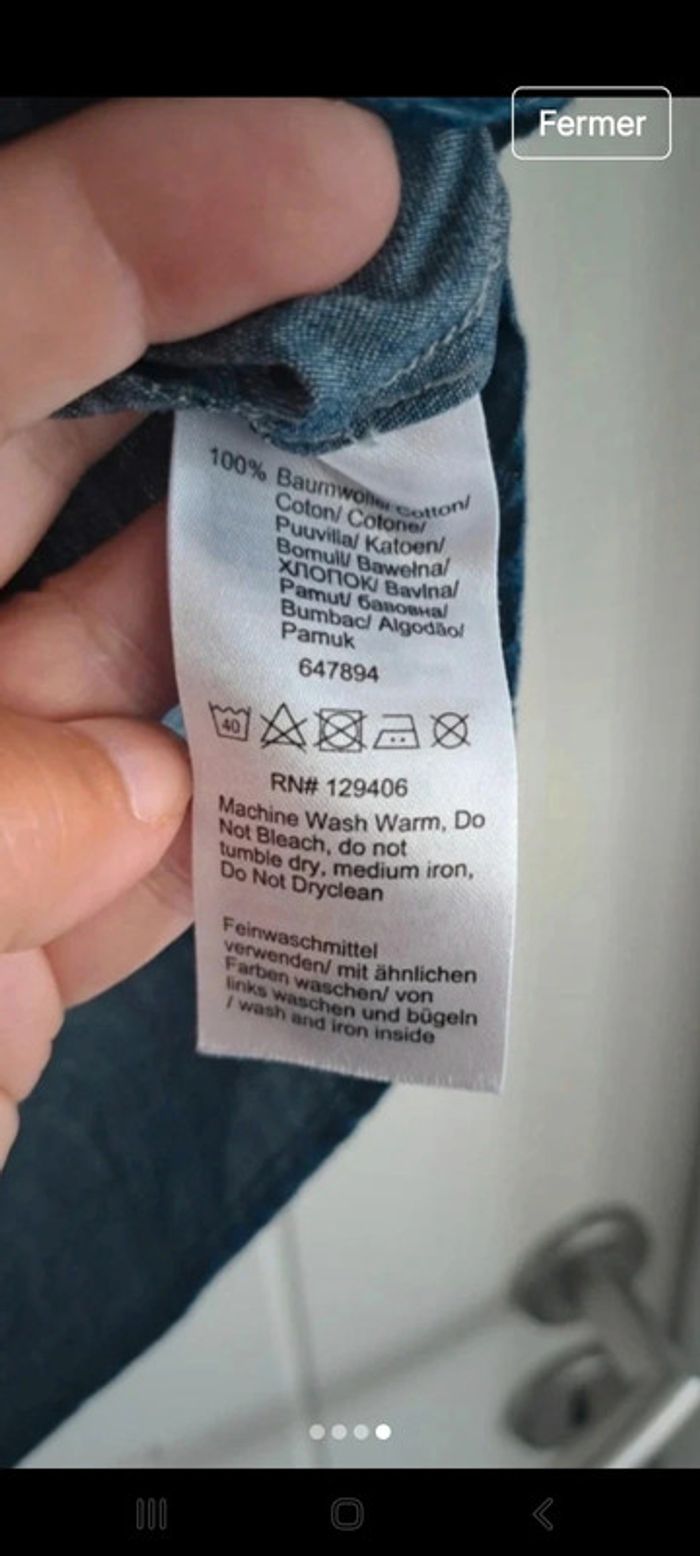 Fermer
100% Baumwolle/ Cotton/
Coton/ Cotone/
Puuvilla/ Katoen/
Bomull/ Bawełna/
ХЛОПОК/ Bavlna/
Pamut/ бавовна/
Bumbac/ Algodão/
Pamuk
647894
40
RN# 129406
Machine Wash Warm, Do
Not Bleach, do not
tumble dry, medium iron,
Do Not Dryclean
Feinwaschmittel
verwenden/ mit ähnlichen
Farben waschen/ von
links waschen und bügeln
/ wash and iron inside